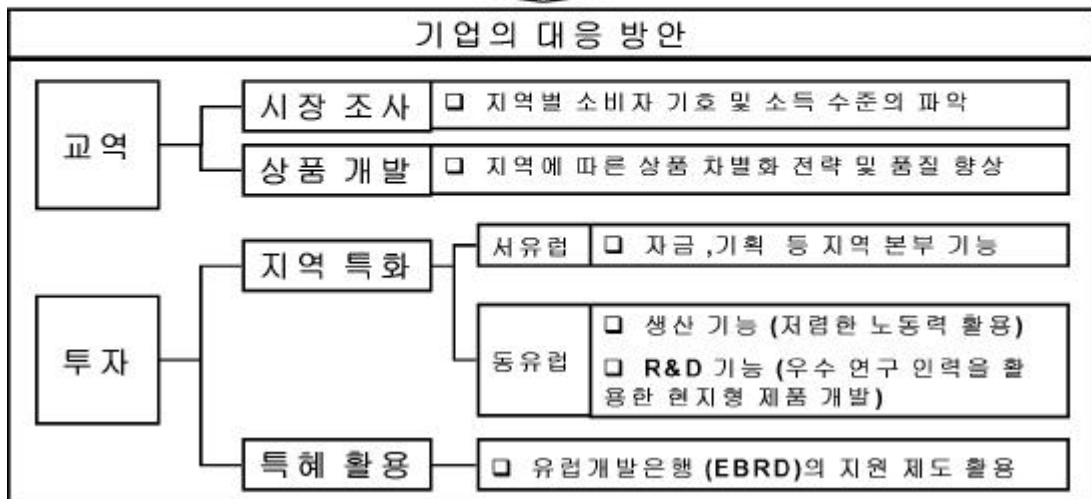 기업의 대응 방안
교역
시장 조사
❑ 지역별 소비자 기호 및 소득 수준의 파악
상품 개발
❑ 지역에 따른 상품 차별화 전략 및 품질 향상
투자
지역 특화
서유럽
❑ 자금,기획 등 지역 본부 기능
동유럽
❑ 생산 기능 (저렴한 노동력 활용)
❑ R&D 기능 (우수 연구 인력을 활
용한 현지형 제품 개발)
특혜 활용
❑ 유럽개발은행 (EBRD)의 지원 제도 활용